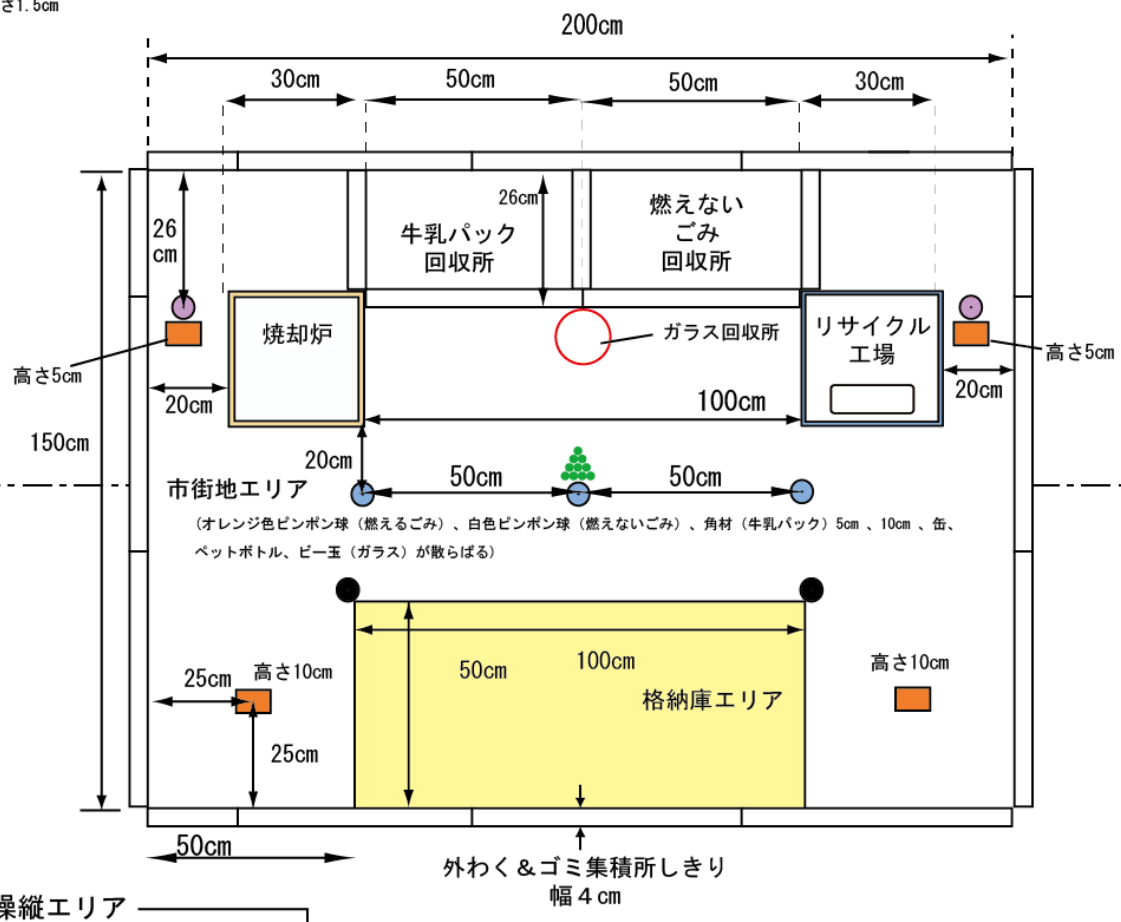 さ1.5cm
200cm
30cm
50cm
50cm
30cm
26cm
26
cm
牛乳パック
回収所
燃えない
ごみ
回収所
焼却炉
ガラス回収所
リサイクル
工場
高さ5cm
高さ5cm
20cm
20cm
100cm
150cm
20cm
50cm
50cm
市街地エリア
(オレンジ色ピンポン球(燃えるごみ)、白色ピンポン球(燃えないごみ)、角材(牛乳パック)5cm 、10cm 、缶、
ペットボトル、ビー玉(ガラス)が散らばる)
25cm
高さ10cm
50cm
100cm
高さ10cm
格納庫エリア
25cm
50cm
外わく&ゴミ集積所しきり
幅4cm
操縦エリア